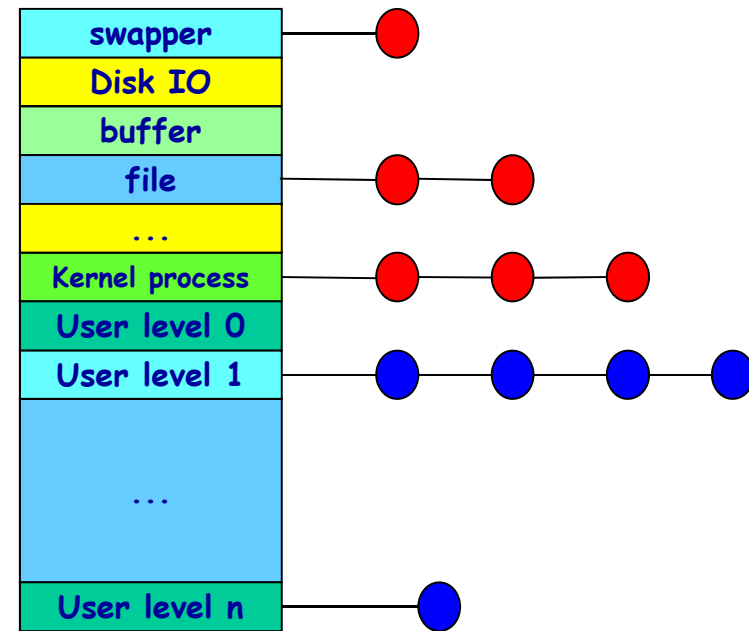 swapper
Disk IO
buffer
file
...
Kernel process
User level 0
User level 1
...
User level n